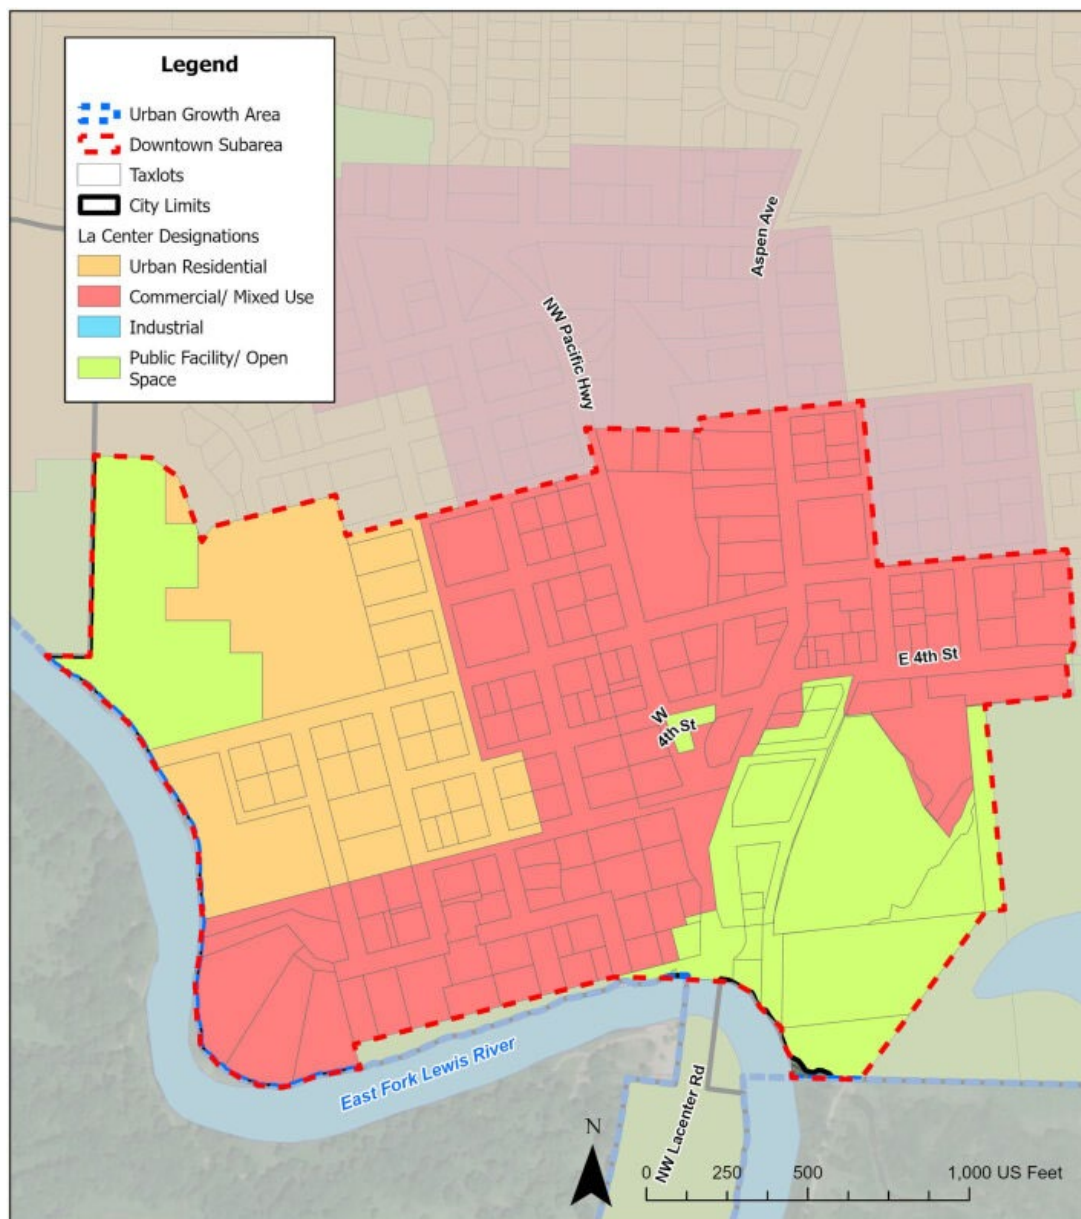 Legend
Urban Growth Area
Downtown Subarea
Taxlots
City Limits
La Center Designations
Urban Residential
Commercial/ Mixed Use
Industrial
Public Facility/ Open
Space
Aspen Ave
NW Pacific Hwy
E 4th St
W
4th St
East Fork Lewis River
NW Lacenter Rd
N
0 250 500 1,000 US Feet